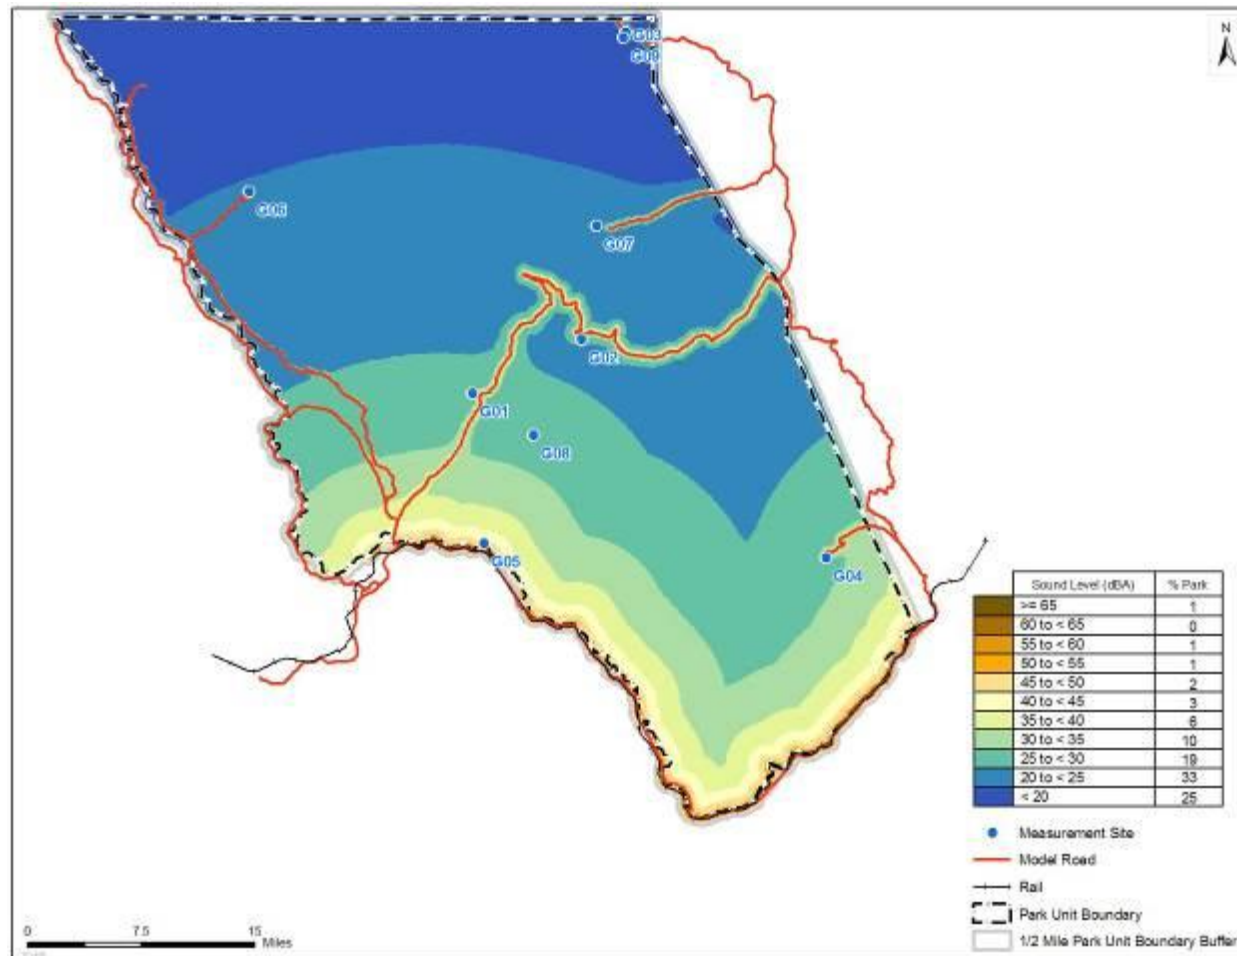 N
G03
G09
G06
G07
G02
G01
G08
G05
G04
Sound Level (dBA) % Park
>= 65 1
60 to < 65 0
55 to < 60 1
50 to < 55 1
45 to < 50 2
40 to < 45 3
35 to < 40 6
30 to < 35 10
25 to < 30 19
20 to < 25 33
< 20 25
Measurement Site
Model Road
Rail
Park Unit Boundary
1/2 Mile Park Unit Boundary Buffer
0 7.5 15
Miles